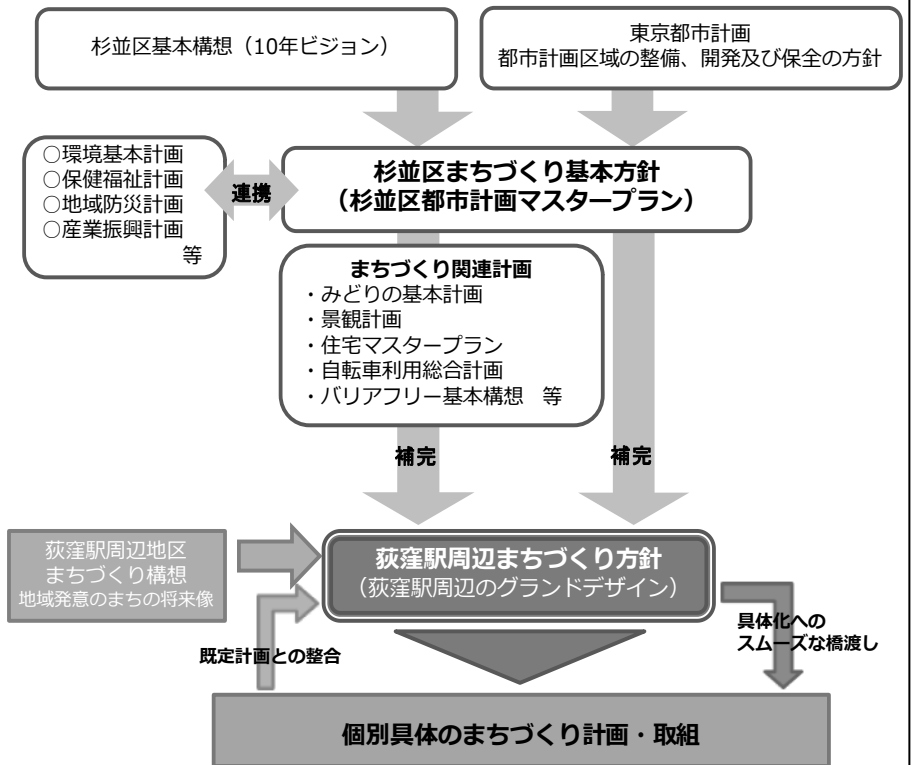 杉並区基本構想（10年ビジョン）
東京都市計画
都市計画区域の整備、開発及び保全の方針
○環境基本計画
○保健福祉計画
○地域防災計画
○産業振興計画
等
連携
杉並区まちづくり基本方針
（杉並区都市計画マスタープラン）
まちづくり関連計画
・みどりの基本計画
・景観計画
・住宅マスタープラン
・自転車利用総合計画
・バリアフリー基本構想　等
補完
補完
荻窪駅周辺地区
まちづくり構想
地域発意のまちの将来像
荻窪駅周辺まちづくり方針
（荻窪駅周辺のグランドデザイン）
既定計画との整合
具体化への
スムーズな橋渡し
個別具体のまちづくり計画・取組